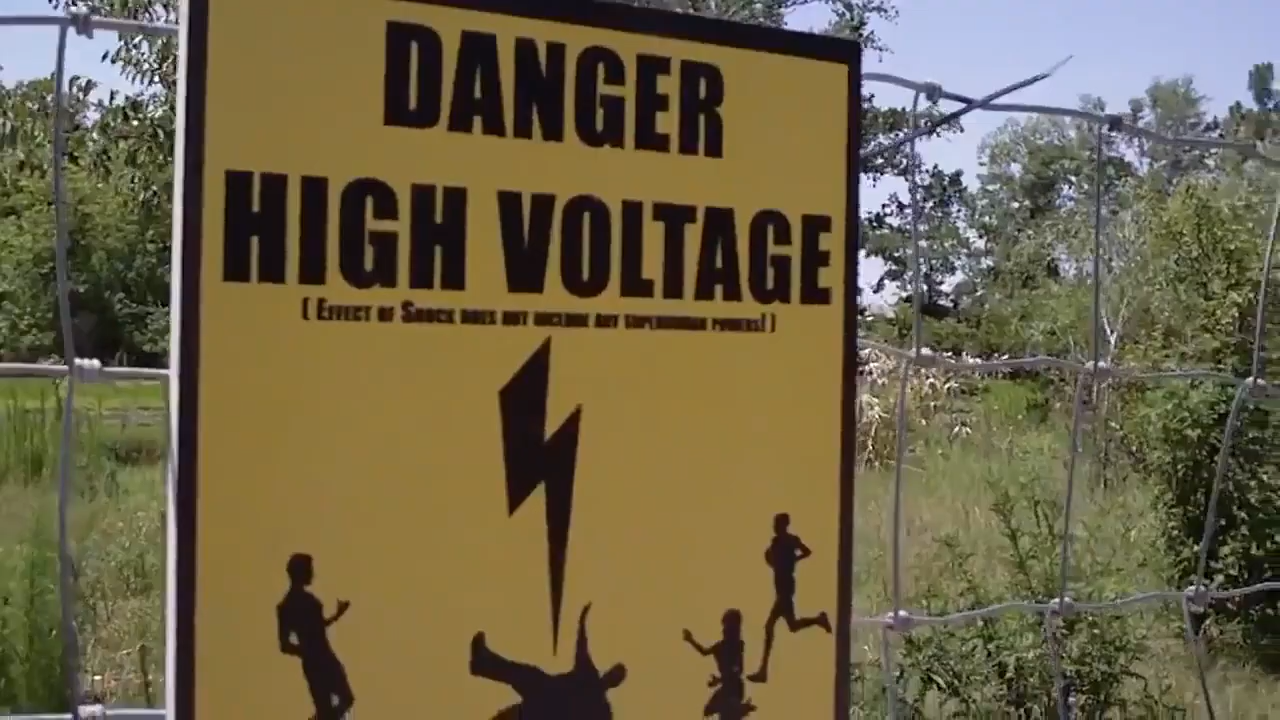 DANGER
HIGH VOLTAGE
( Effect of Shock does not include any superhuman powers! )